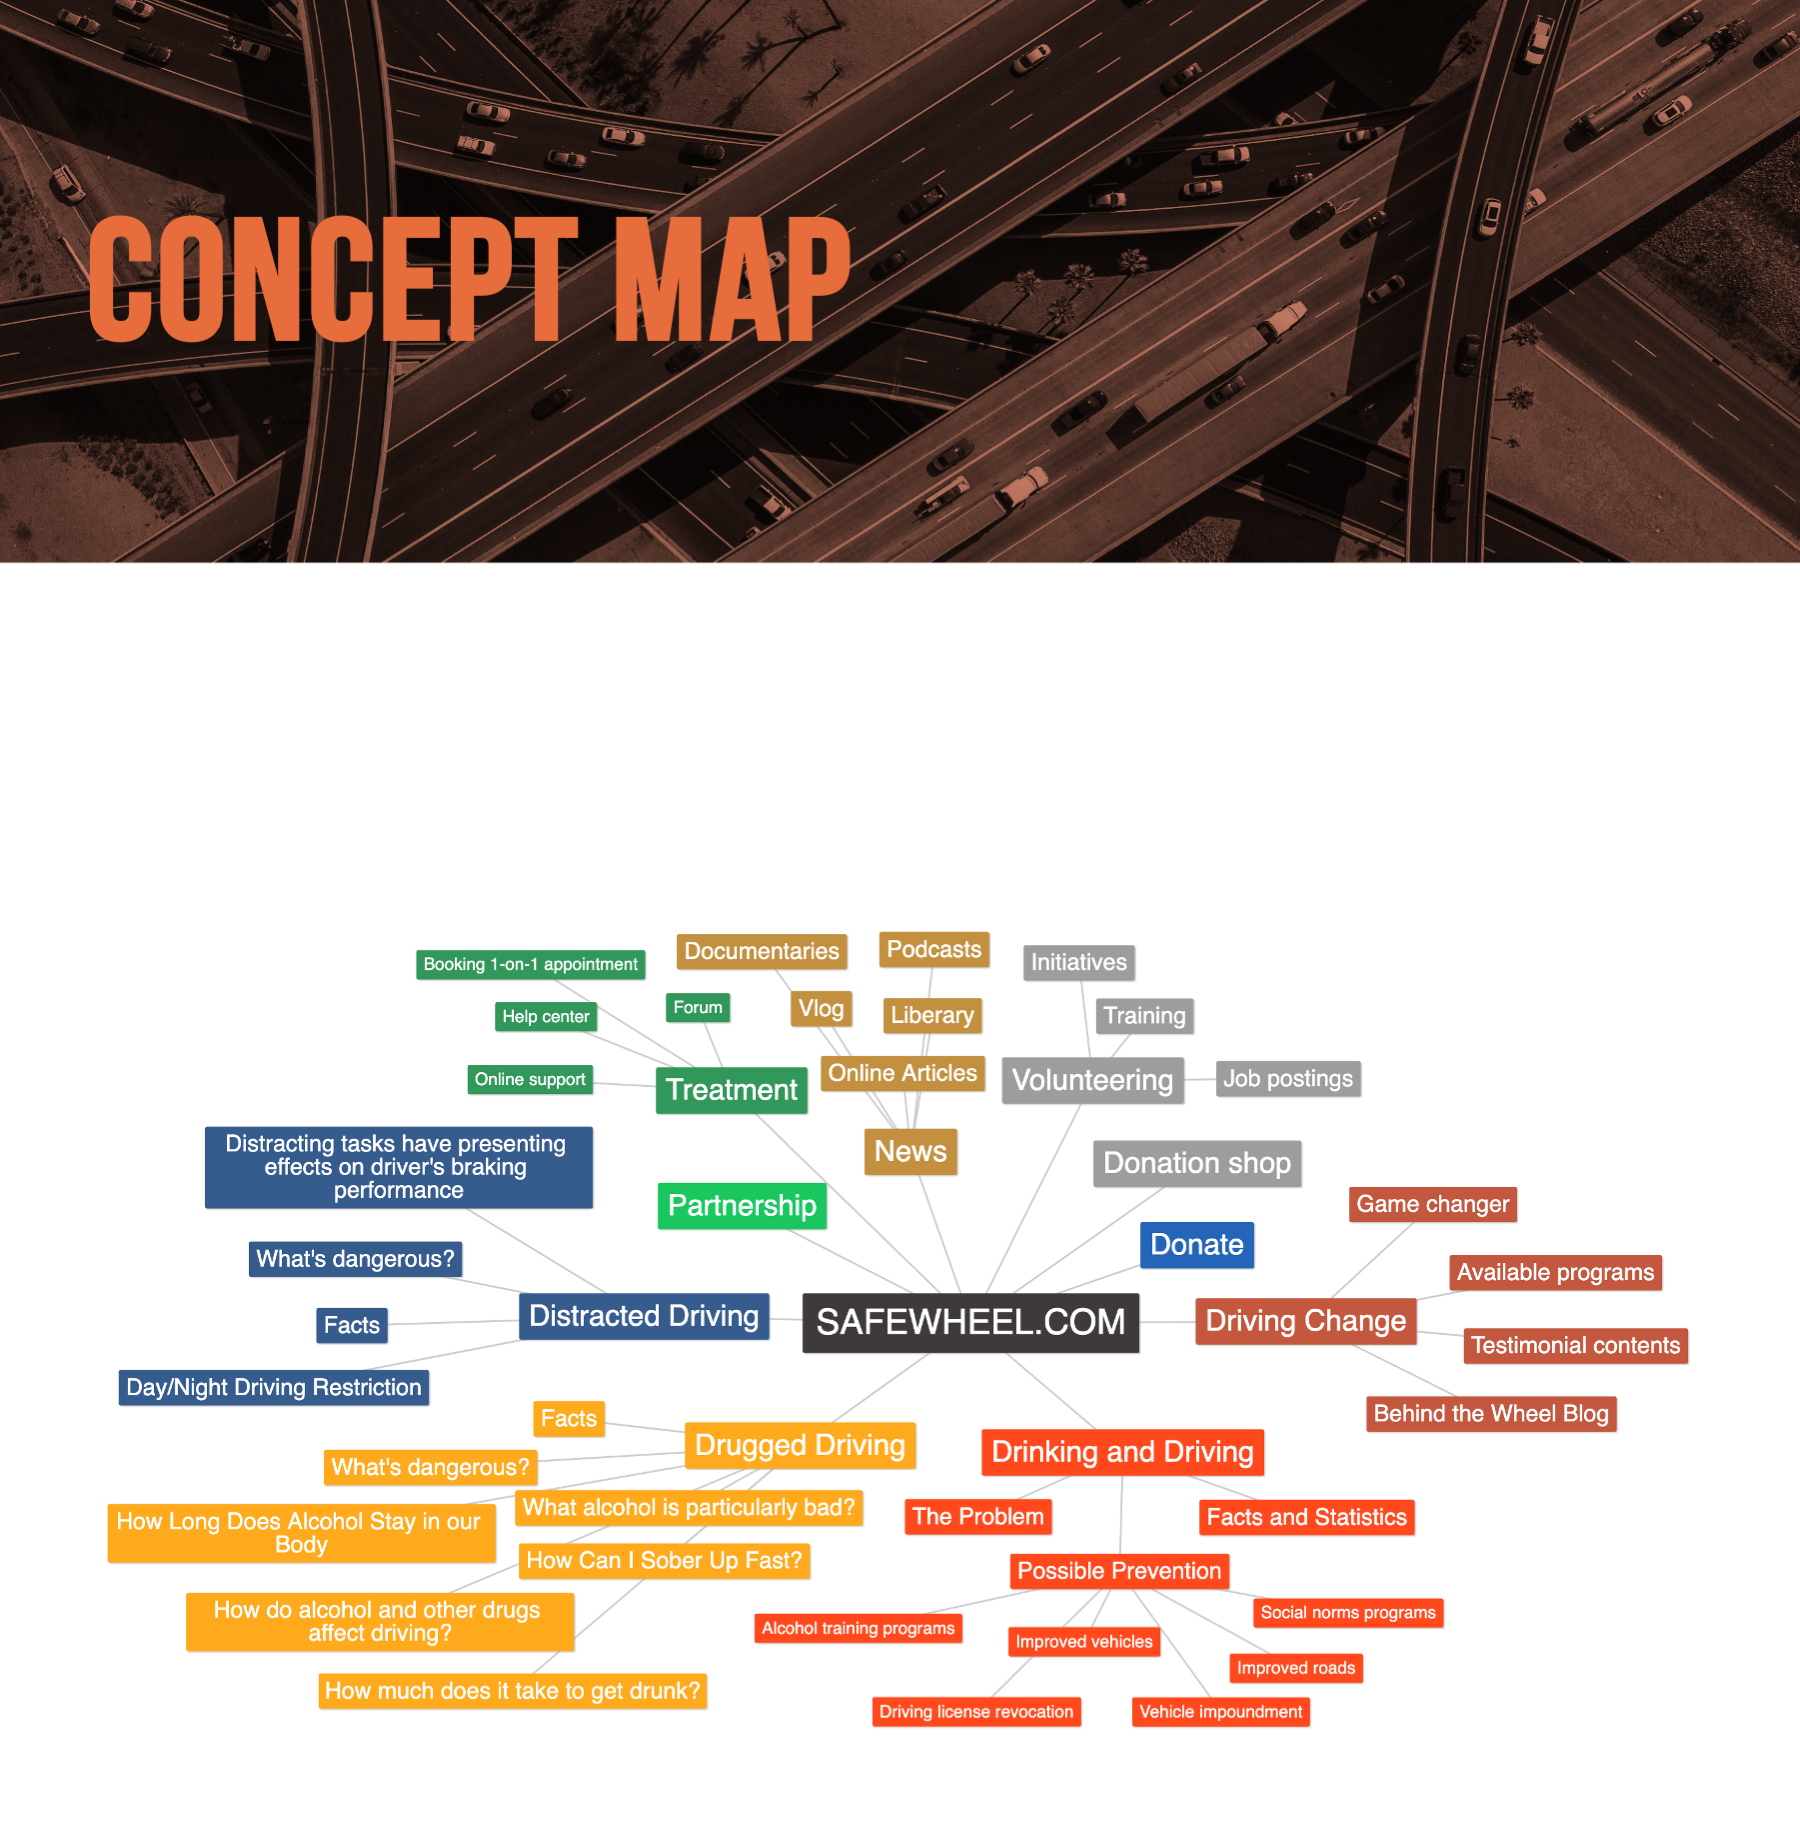 CONCEPT MAP
Documentaries
Podcasts
Booking 1-on-1 appointment
Initiatives
Forum
Vlog
Help center
Liberary
Training
Online support
Treatment
Online Articles
Volunteering
Job postings
Distracting tasks have presenting
effects on driver's braking
performance
News
Donation shop
Partnership
Game changer
What's dangerous?
Donate
Available programs
Facts
Distracted Driving
SAFEWHEEL.COM
Driving Change
Testimonial contents
Day/Night Driving Restriction
Behind the Wheel Blog
Facts
Drugged Driving
Drinking and Driving
What's dangerous?
What alcohol is particularly bad?
The Problem
Facts and Statistics
How Long Does Alcohol Stay in our
Body
How Can I Sober Up Fast?
Possible Prevention
How do alcohol and other drugs
affect driving?
Social norms programs
Alcohol training programs
Improved vehicles
Improved roads
How much does it take to get drunk?
Driving license revocation
Vehicle impoundment